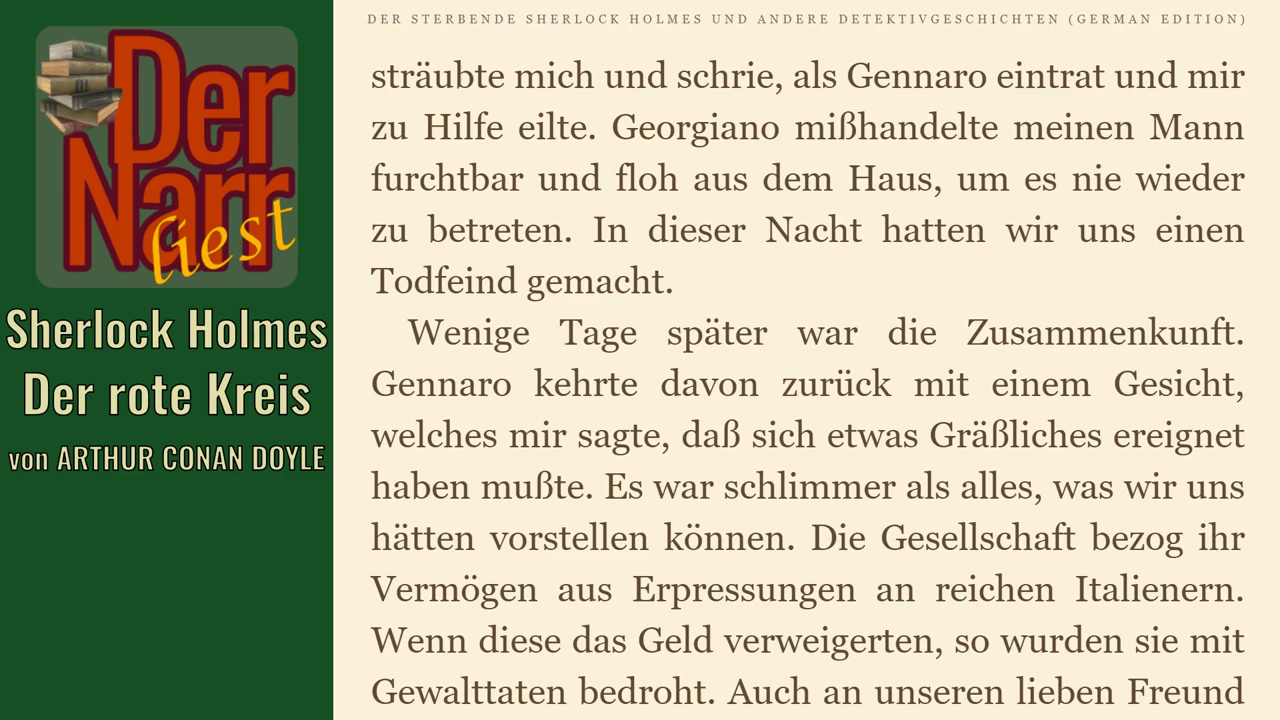 Der
Narr
liest
Sherlock Holmes
Der rote Kreis
von ARTHUR CONAN DOYLE
DER STERBENDE SHERLOCK HOLMES UND ANDERE DETEKTIVGESCHICHTEN (GERMAN EDITION)
sträubte mich und schrie, als Gennaro eintrat und mir
zu Hilfe eilte. Georgiano mißhandelte meinen Mann
furchtbar und floh aus dem Haus, um es nie wieder
zu betreten. In dieser Nacht hatten wir uns einen
Todfeind gemacht.
Wenige Tage später war die Zusammenkunft.
Gennaro kehrte davon zurück mit einem Gesicht,
welches mir sagte, daß sich etwas Gräßliches ereignet
haben mußte. Es war schlimmer als alles, was wir uns
hätten vorstellen können. Die Gesellschaft bezog ihr
Vermögen aus Erpressungen an reichen Italienern.
Wenn diese das Geld verweigerten, so wurden sie mit
Gewalttaten bedroht. Auch an unseren lieben Freund